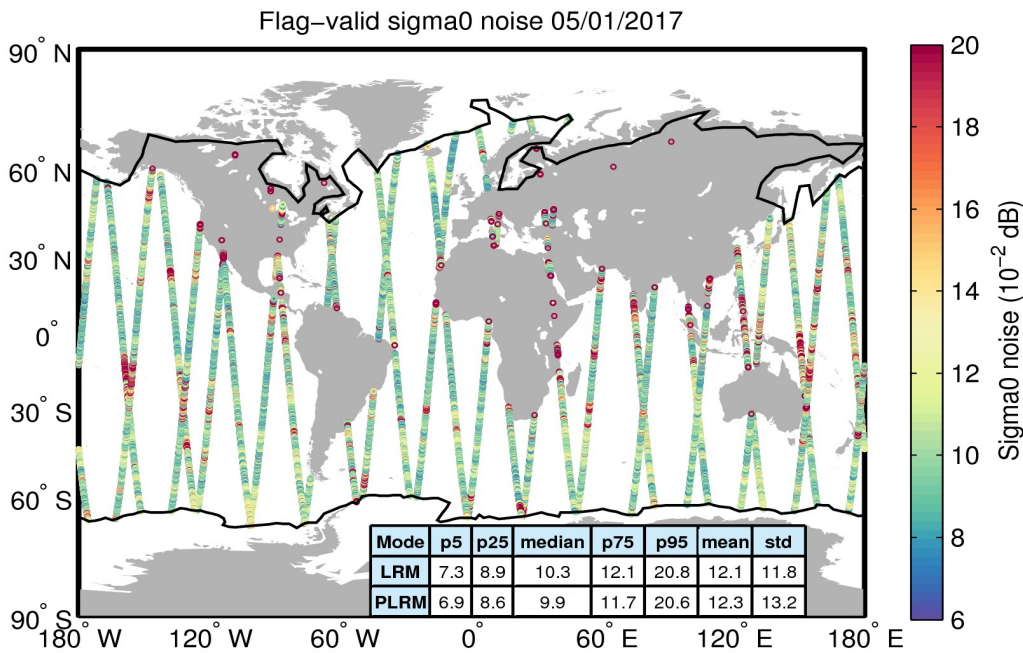 Flag−valid sigma0 noise 05/01/2017
90° N
60° N
30° N
0°
30° S
60° S
90° S
180° W
120° W
60° W
0°
60° E
120° E
180° E
Mode p5 p25 median p75 p95 mean std
LRM 7.3 8.9 10.3 12.1 20.8 12.1 11.8
PLRM 6.9 8.6 9.9 11.7 20.6 12.3 13.2
20
18
16
14
12
10
8
6
Sigma0 noise (10⁻² dB)